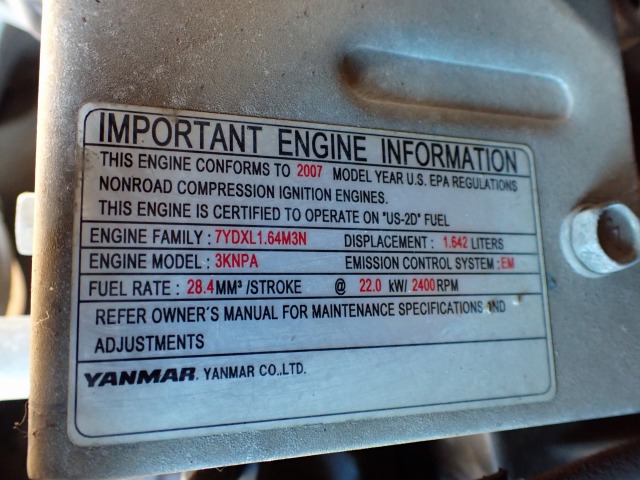 IMPORTANT ENGINE INFORMATION
THIS ENGINE CONFORMS TO 2007 MODEL YEAR U.S. EPA REGULATIONS
NONROAD COMPRESSION IGNITION ENGINES.
THIS ENGINE IS CERTIFIED TO OPERATE ON "US-2D" FUEL
ENGINE FAMILY : 7YDXL1.64M3N DISPLACEMENT : 1.642 LITERS
ENGINE MODEL : 3KNPA EMISSION CONTROL SYSTEM : EM
FUEL RATE : 28.4 MM³ /STROKE @ 22.0 kW/ 2400 RPM
REFER OWNER'S MANUAL FOR MAINTENANCE SPECIFICATIONS AND
ADJUSTMENTS
YANMAR. YANMAR CO.,LTD.